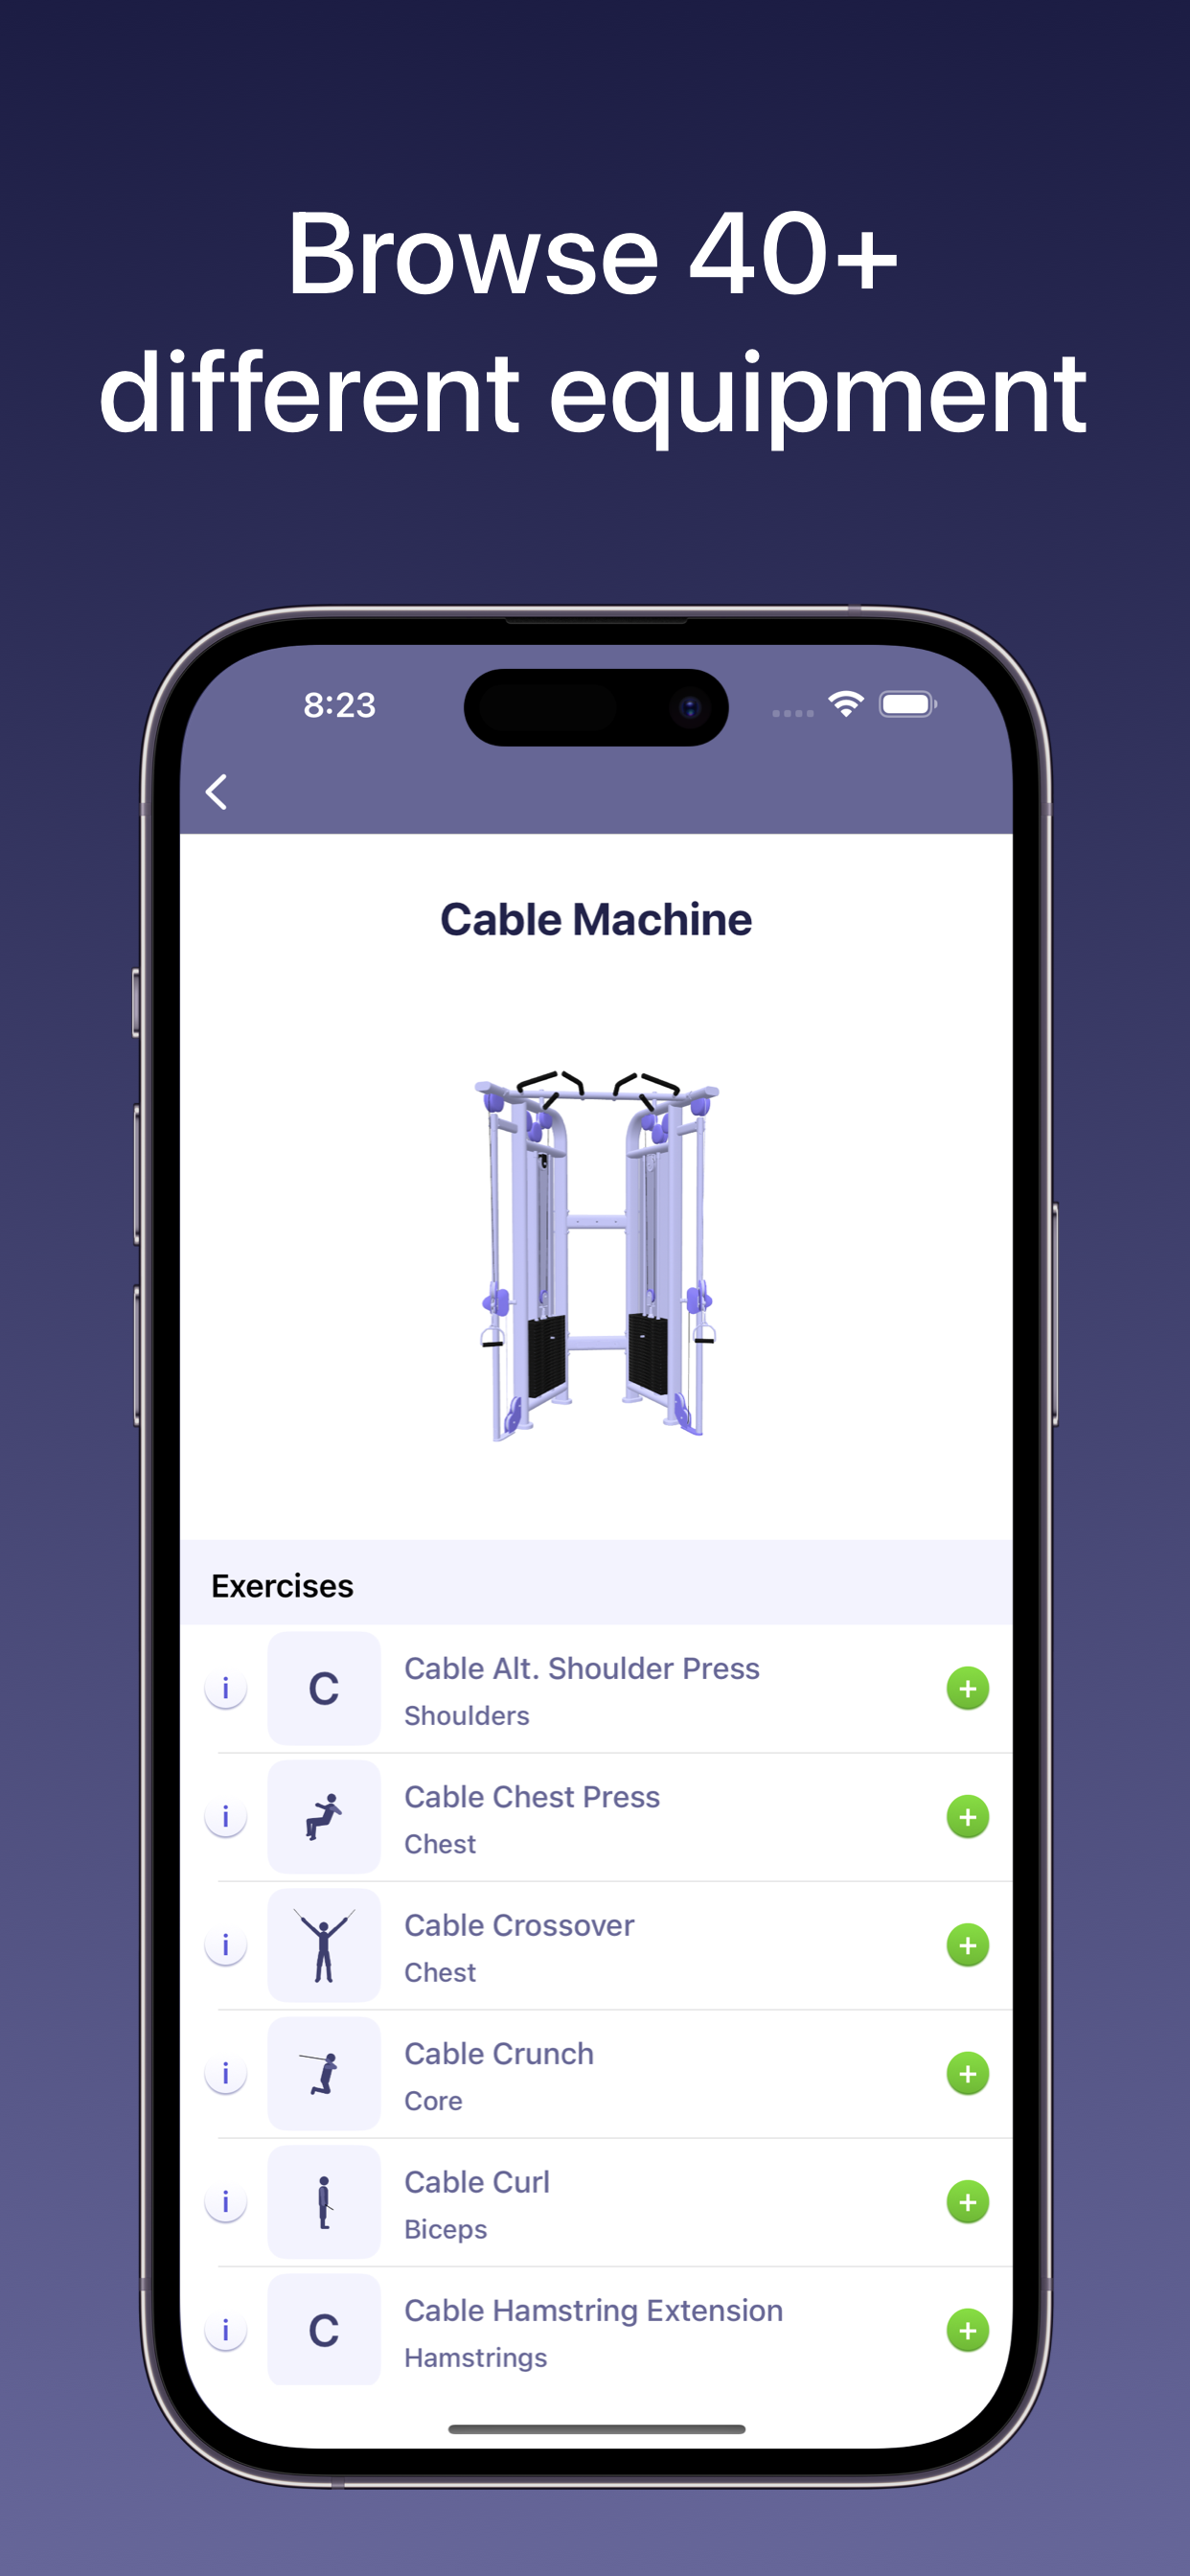 Browse 40+
different equipment
8:23
Cable Machine
Exercises
i
C
Cable Alt. Shoulder Press
Shoulders
+
i
Cable Chest Press
Chest
+
i
Cable Crossover
Chest
+
i
Cable Crunch
Core
+
i
Cable Curl
Biceps
+
i
C
Cable Hamstring Extension
Hamstrings
+